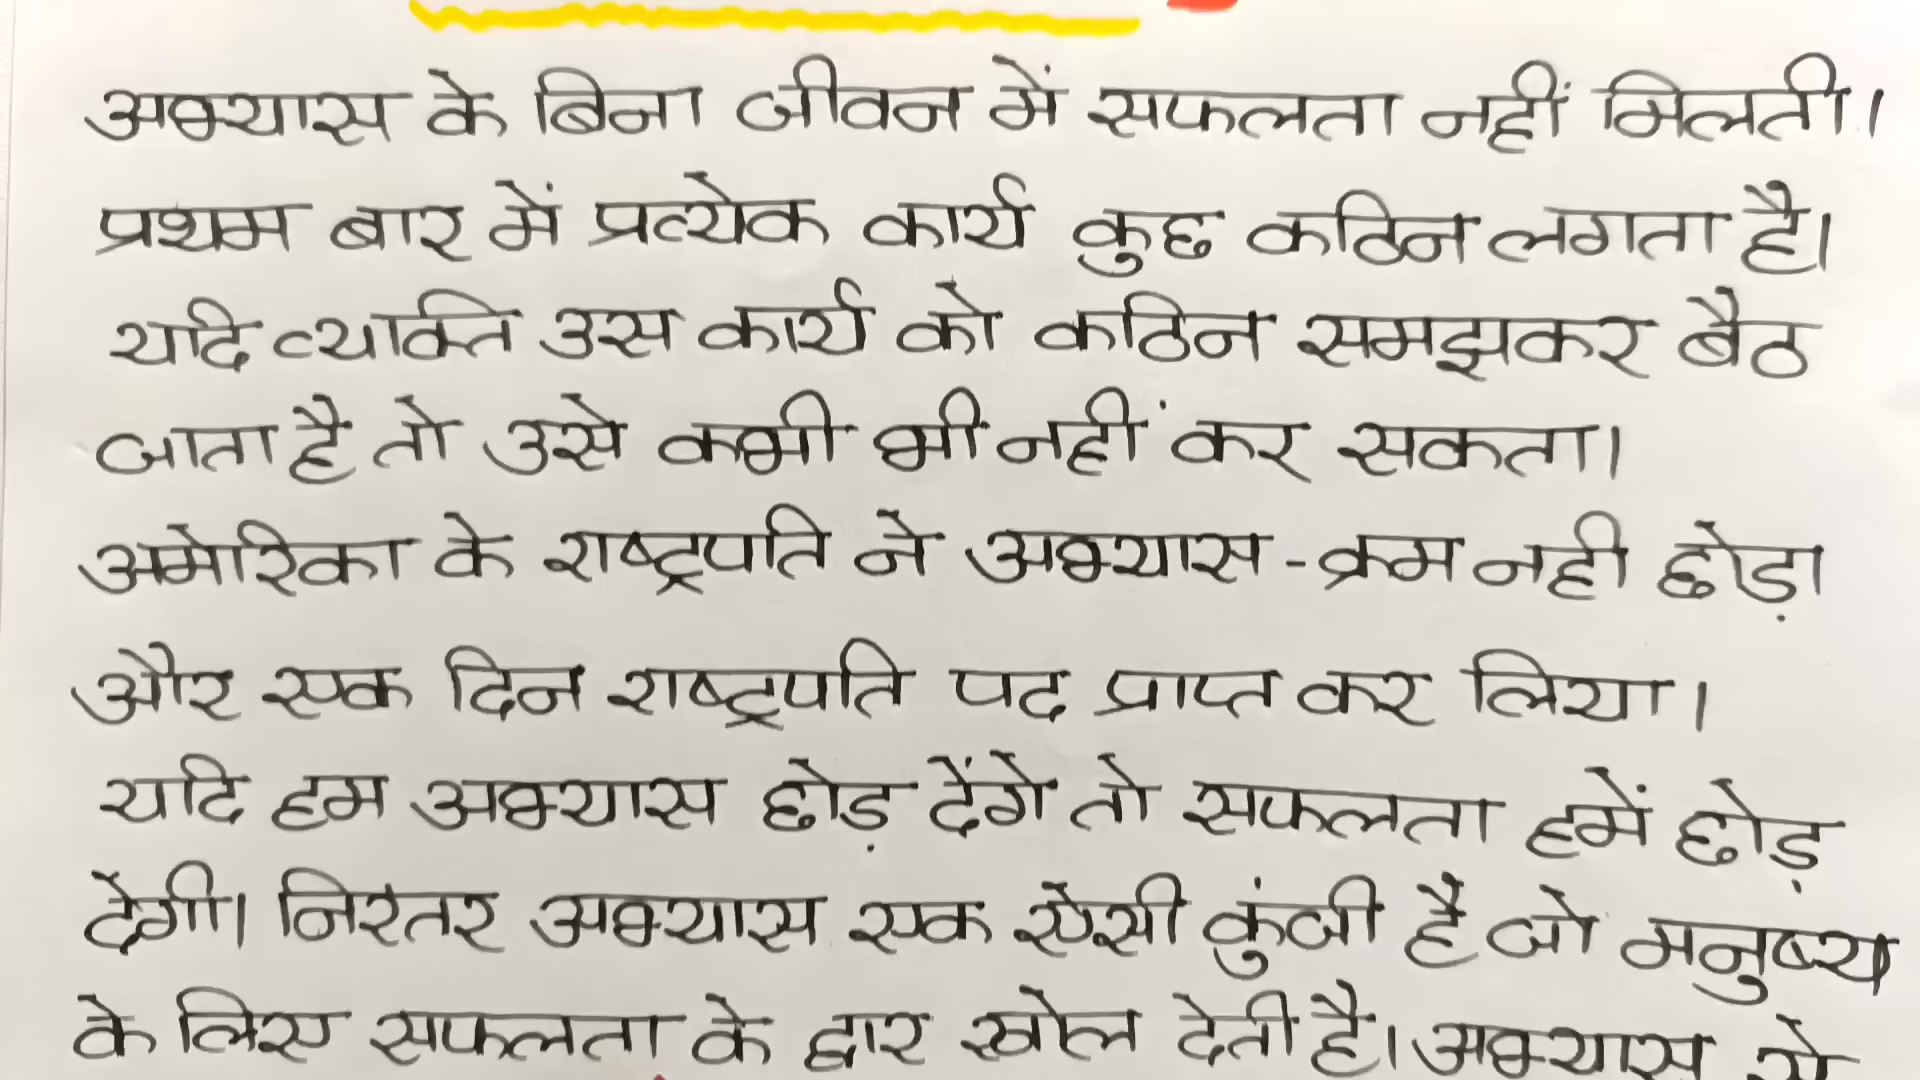 अभ्यास के बिना जीवन में सफलता नहीं मिलती।
प्रथम बार में प्रत्येक कार्य कुछ कठिन लगता है।
यदि व्यक्ति उस कार्य को कठिन समझकर बैठ
जाता है तो उसे कभी भी नहीं कर सकता।
अमेरिका के राष्ट्रपति ने अभ्यास-क्रम नही छोड़ा
और एक दिन राष्ट्रपति पद प्राप्त कर लिया।
यदि हम अभ्यास छोड़ देंगे तो सफलता हमें छोड़
देगी। निरतर अभ्यास एक ऐसी कुंजी है जो मनुष्य
के लिए सफलता के द्वार खोल देती है। अभ्यास से